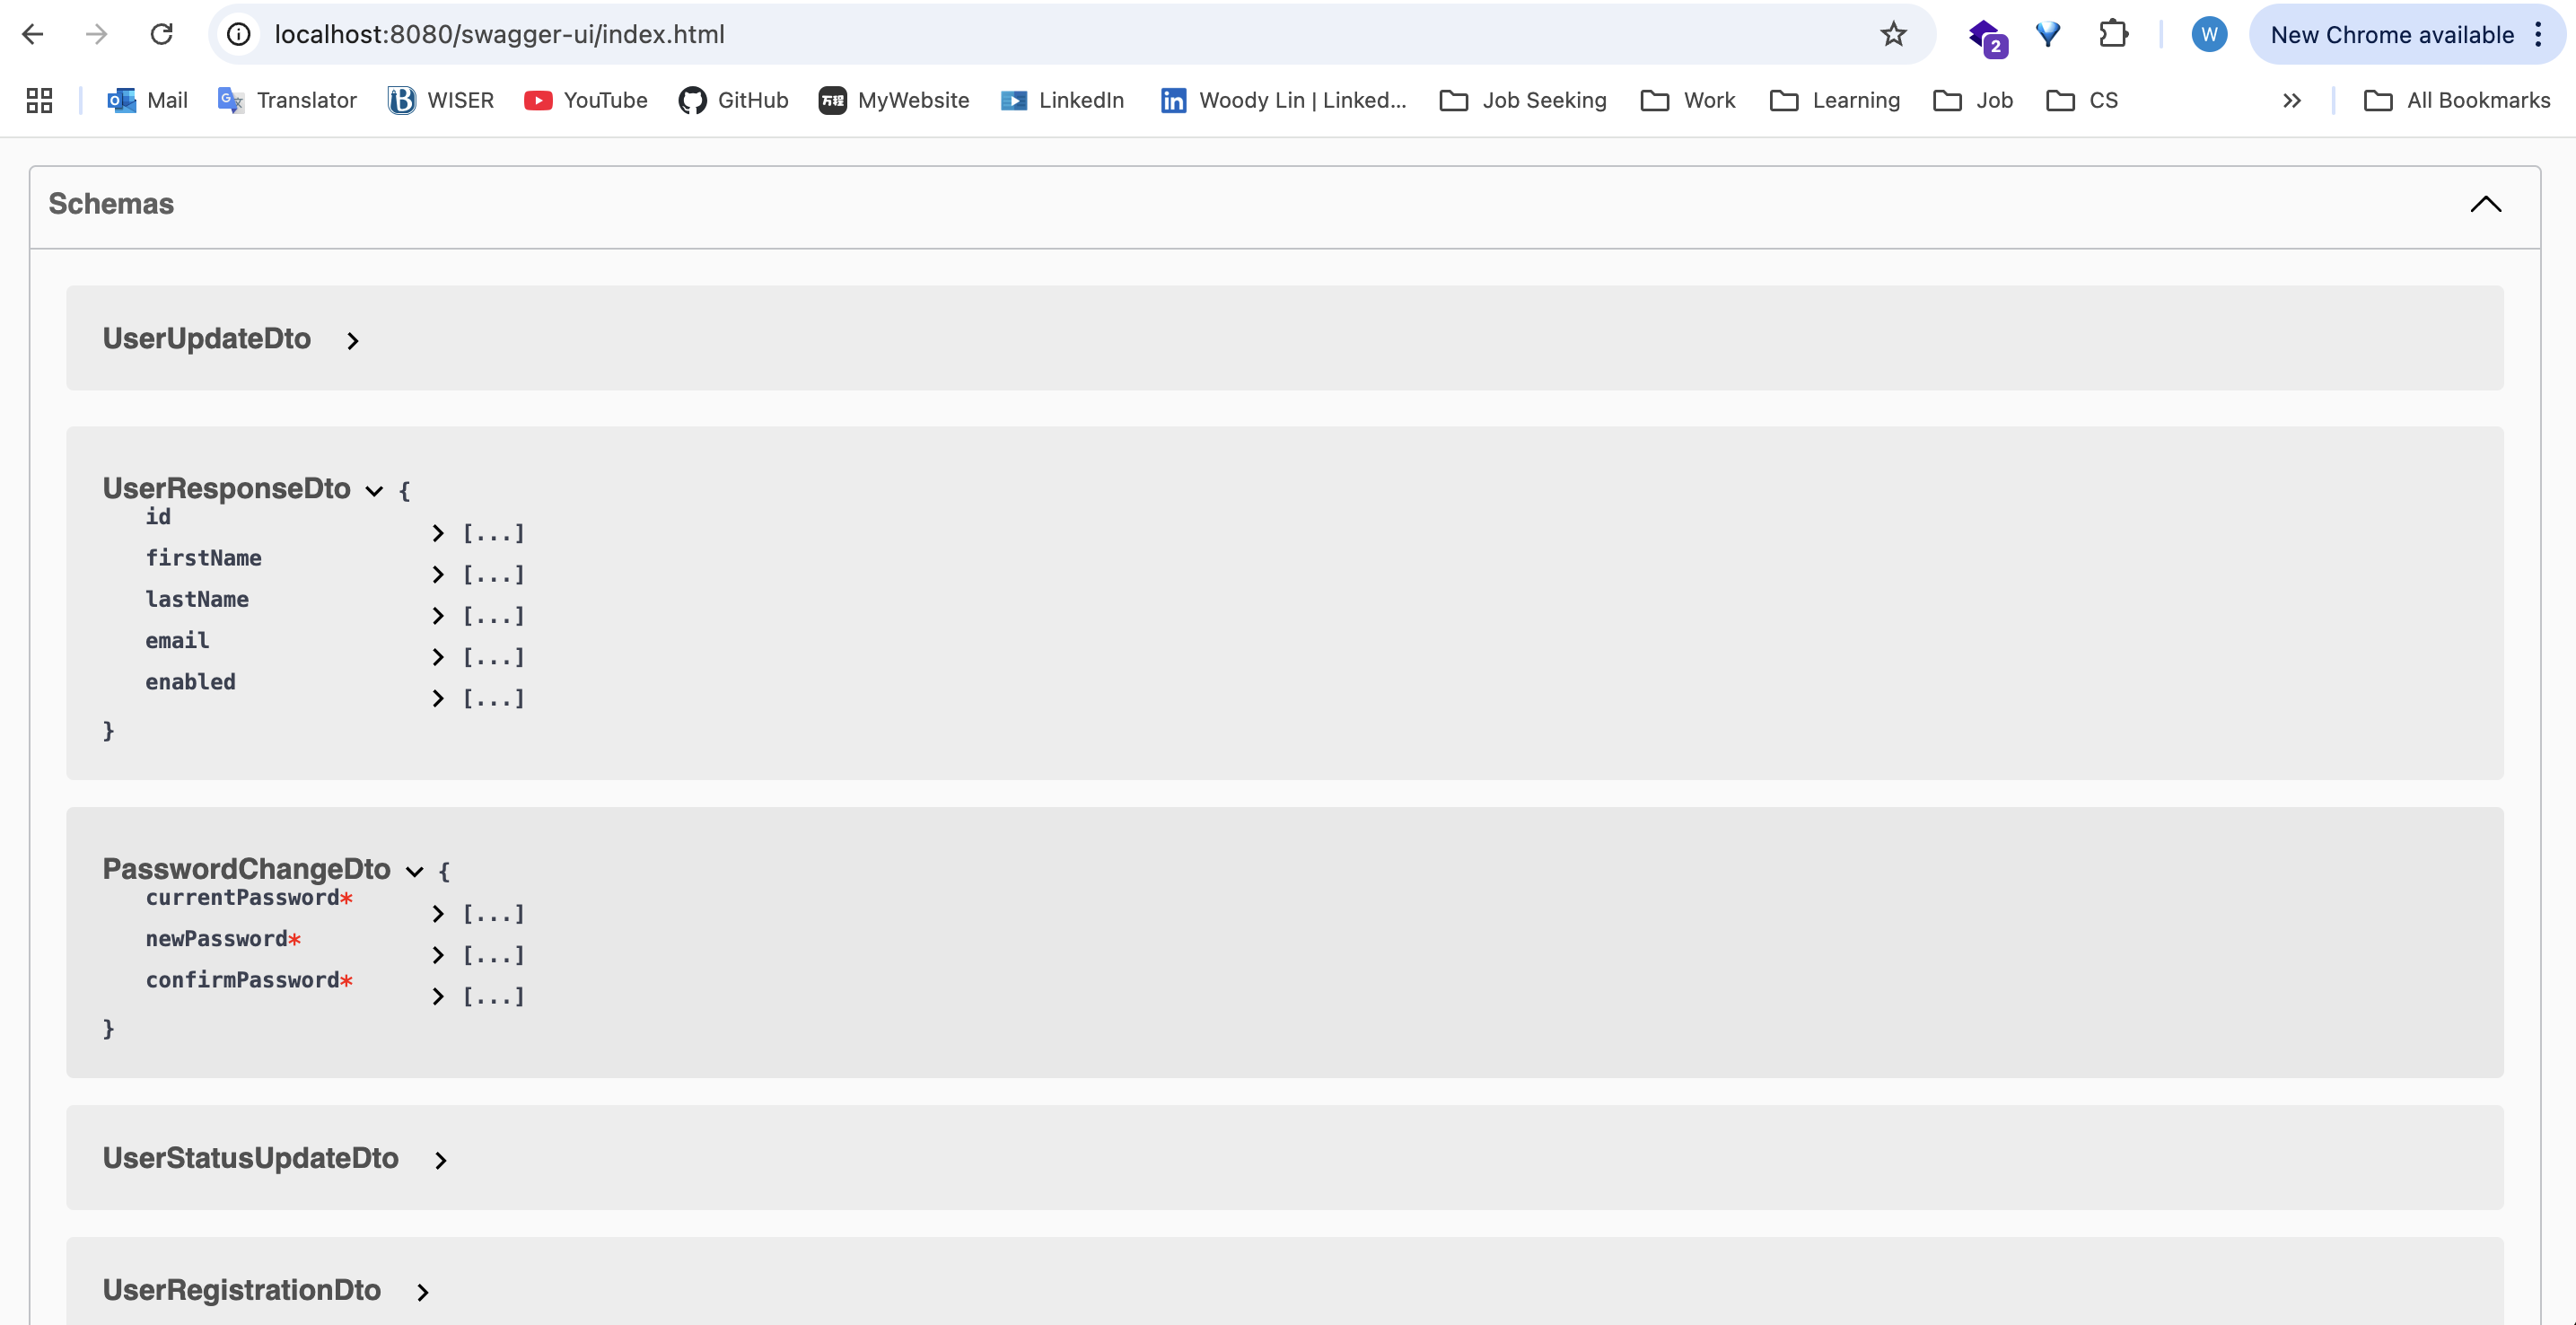 localhost:8080/swagger-ui/index.html
2
W
New Chrome available
Mail
Translator
WISER
YouTube
GitHub
万程
MyWebsite
LinkedIn
Woody Lin | Linked...
Job Seeking
Work
Learning
Job
CS
All Bookmarks
Schemas
UserUpdateDto
UserResponseDto {
id [...]
firstName [...]
lastName [...]
email [...]
enabled [...]
}
PasswordChangeDto {
currentPassword* [...]
newPassword* [...]
confirmPassword* [...]
}
UserStatusUpdateDto
UserRegistrationDto